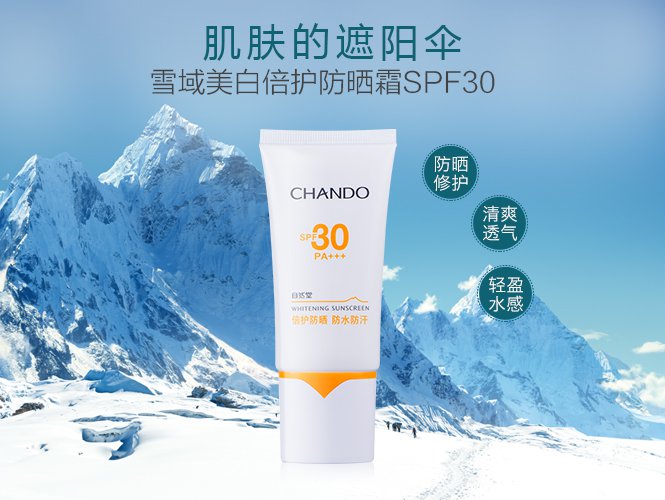 肌肤的遮阳伞
雪域美白倍护防晒霜SPF30
防晒
修护
清爽
透气
轻盈
水感
CHANDO
SPF30
PA+++
自然堂
WHITENING SUNSCREEN
倍护防晒 防水防汗